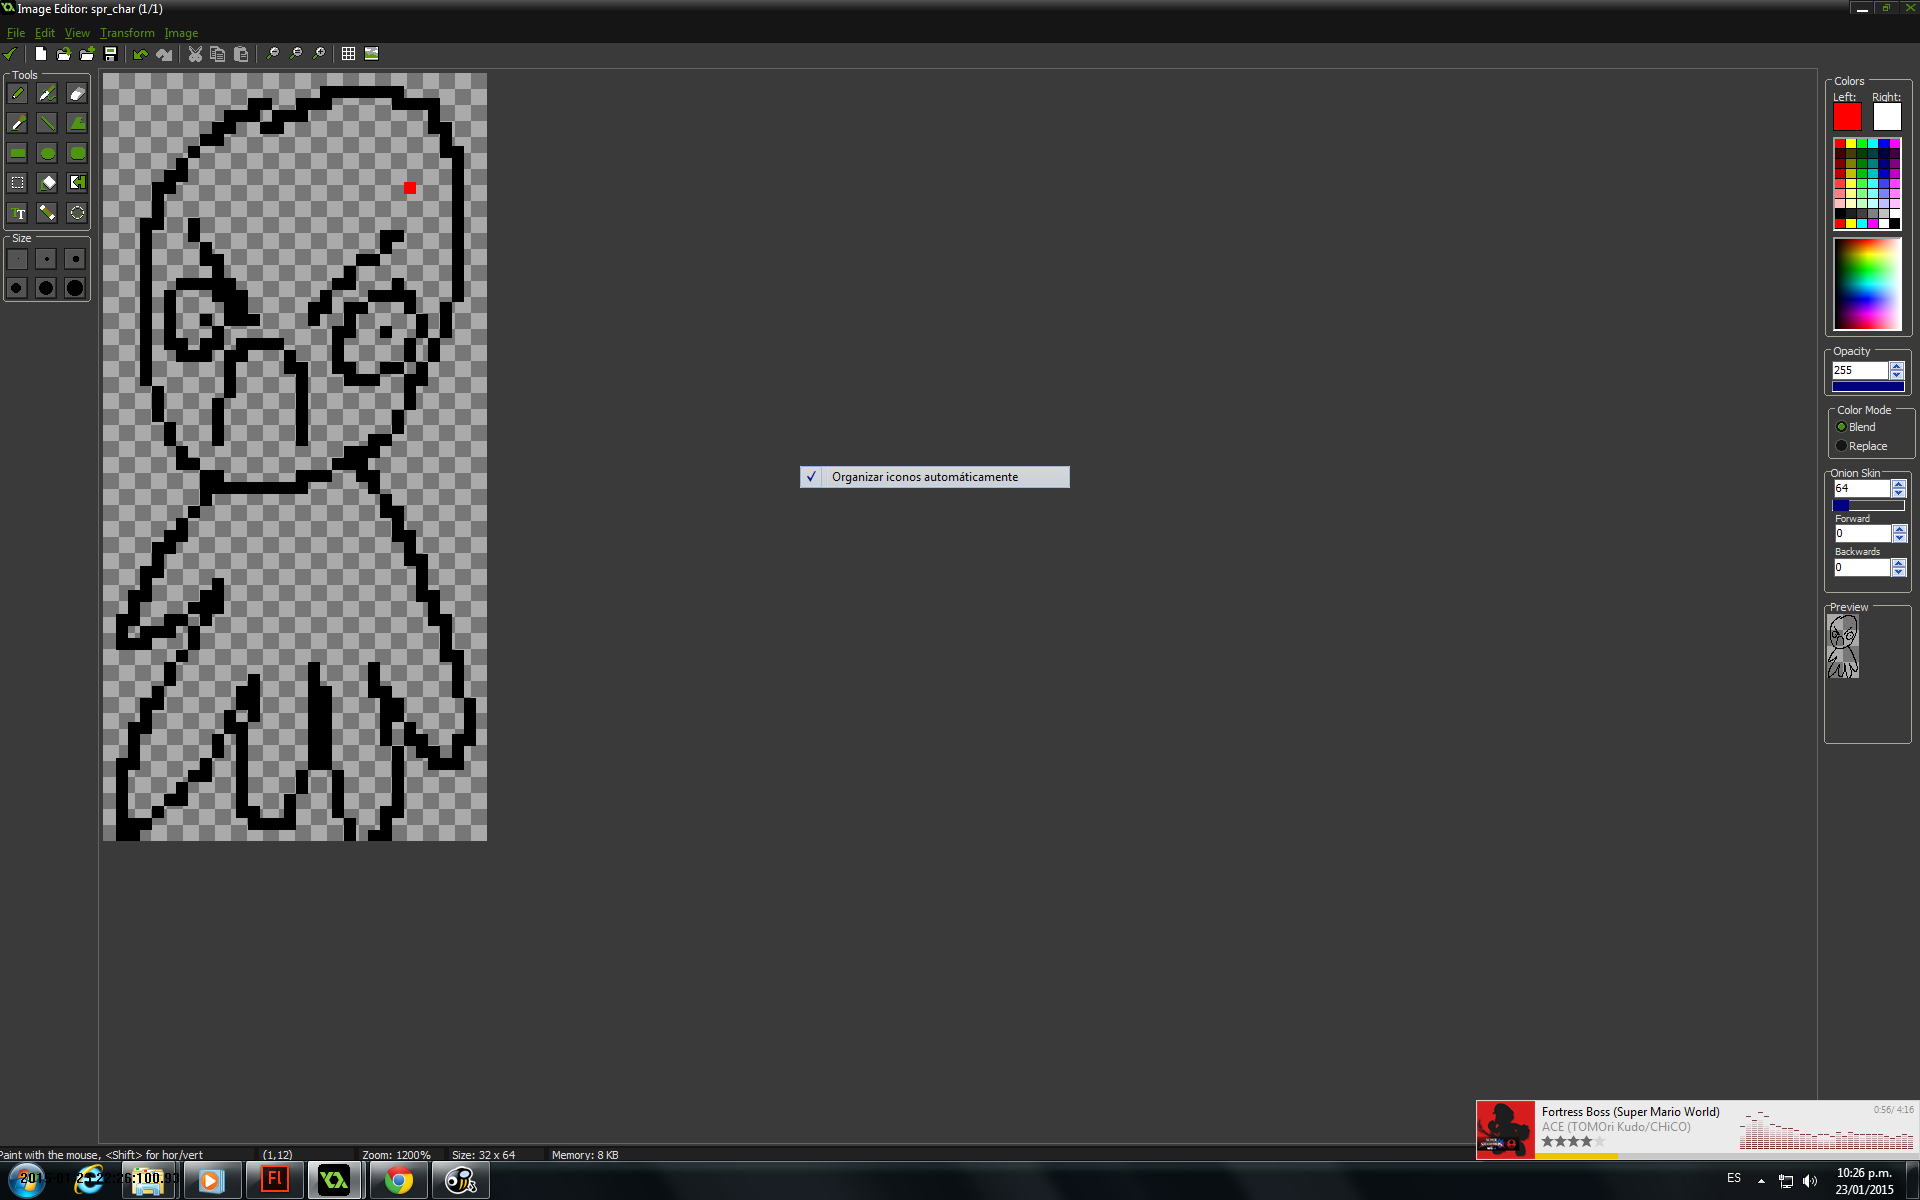 Image Editor: spr_char (1/1)
File Edit View Transform Image
Tools
Size
Colors
Left: Right:
Opacity
255
Color Mode
Blend
Replace
Onion Skin
64
Forward
0
Backwards
0
Preview
Organizar iconos automáticamente
Fortress Boss (Super Mario World)
0:56/ 4:16
ACE (TOMOri Kudo/CHiCO)
Paint with the mouse, <Shift> for hor/vert (1,12) Zoom: 1200% Size: 32 x 64 Memory: 8 KB
Fl
ES
10:26 p.m.
23/01/2015